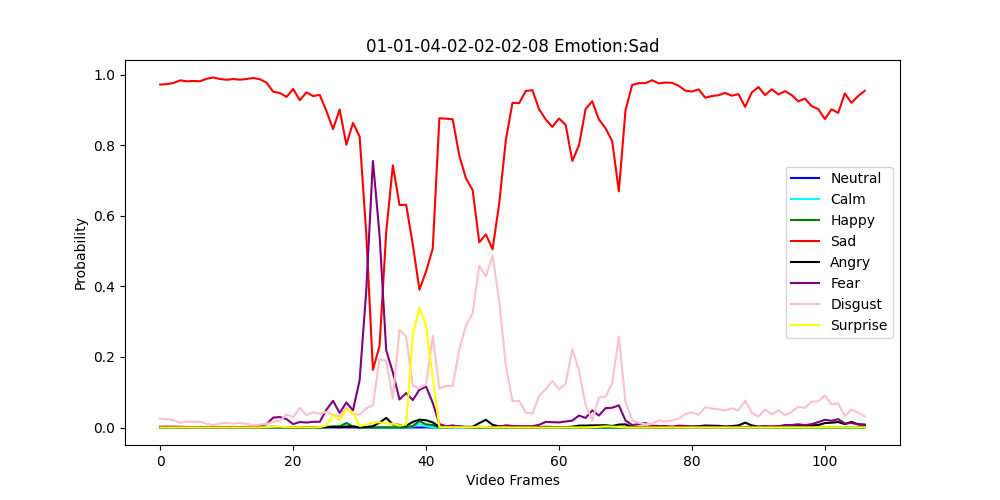 01-01-04-02-02-02-08 Emotion:Sad
1.0
0.8
0.6
0.4
0.2
0.0
Probability
0
20
40
60
80
100
Video Frames
Neutral
Calm
Happy
Sad
Angry
Fear
Disgust
Surprise